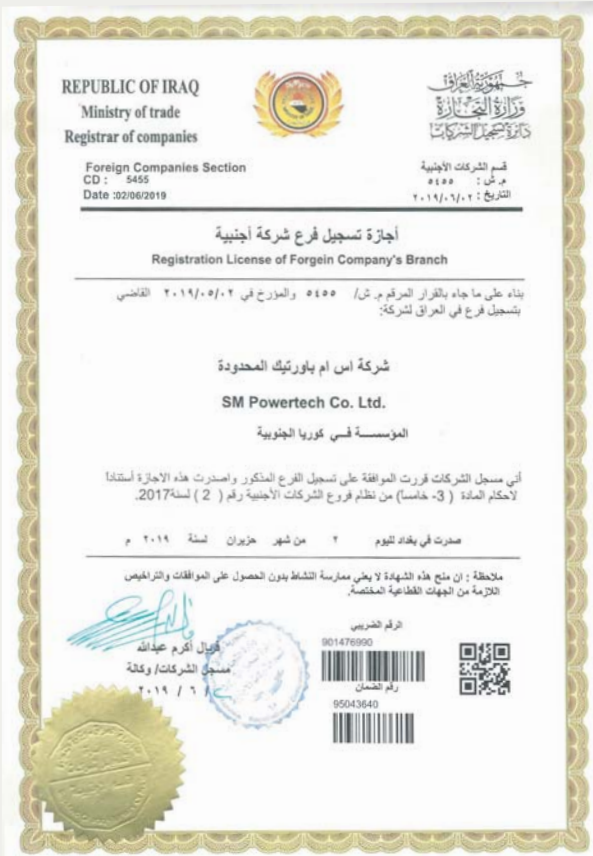 REPUBLIC OF IRAQ
Ministry of trade
Registrar of companies
جمهورية العراق
وزارة التجارة
دائرة تسجيل الشركات
Foreign Companies Section
CD : 5455
Date :02/06/2019
قسم الشركات الأجنبية
م. ش : ٥٤٥٥
التاريخ : ٢٠١٩/٠٦/٠٢
أجازة تسجيل فرع شركة أجنبية
Registration License of Forgein Company's Branch
بناء على ما جاء بالقرار المرقم م. ش/ ٥٤٥٥ والمؤرخ في ٢٠١٩/٠٥/٠٢ القاضي
بتسجيل فرع في العراق لشركة:
شركة اس ام باورتيك المحدودة
SM Powertech Co. Ltd.
المؤسسة في كوريا الجنوبية
أني مسجل الشركات قررت الموافقة على تسجيل الفرع المذكور واصدرت هذه الاجازة أستناداً
لاحكام المادة ( 3- خامساً) من نظام فروع الشركات الأجنبية رقم ( 2 ) لسنة 2017.
صدرت في بغداد لليوم ٢ من شهر حزيران لسنة ٢٠١٩ م
ملاحظة : ان منح هذه الشهادة لا يعني ممارسة النشاط بدون الحصول على الموافقات والتراخيص
اللازمة من الجهات القطاعية المختصة.
الرقم الضريبي
901476990
رقم الضمان
95043640
فريال أكرم عبدالله
مسجل الشركات/ وكالة
/ ٦ / ٢٠١٩